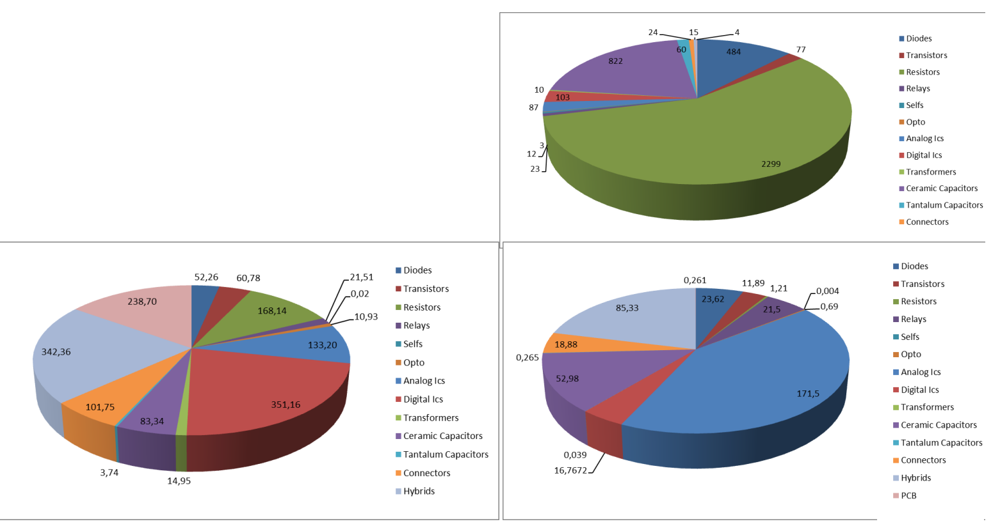 24
15
4
484
77
822
60
10
103
87
3
12
23
2299
Diodes
Transistors
Resistors
Relays
Selfs
Opto
Analog Ics
Digital Ics
Transformers
Ceramic Capacitors
Tantalum Capacitors
Connectors
52,26
60,78
21,51
0,02
10,93
238,70
168,14
133,20
342,36
351,16
101,75
83,34
3,74
14,95
Diodes
Transistors
Resistors
Relays
Selfs
Opto
Analog Ics
Digital Ics
Transformers
Ceramic Capacitors
Tantalum Capacitors
Connectors
Hybrids
0,261
11,89
1,21
0,004
0,69
23,62
21,5
85,33
18,88
0,265
52,98
171,5
0,039
16,7672
Diodes
Transistors
Resistors
Relays
Selfs
Opto
Analog Ics
Digital Ics
Transformers
Ceramic Capacitors
Tantalum Capacitors
Connectors
Hybrids
PCB